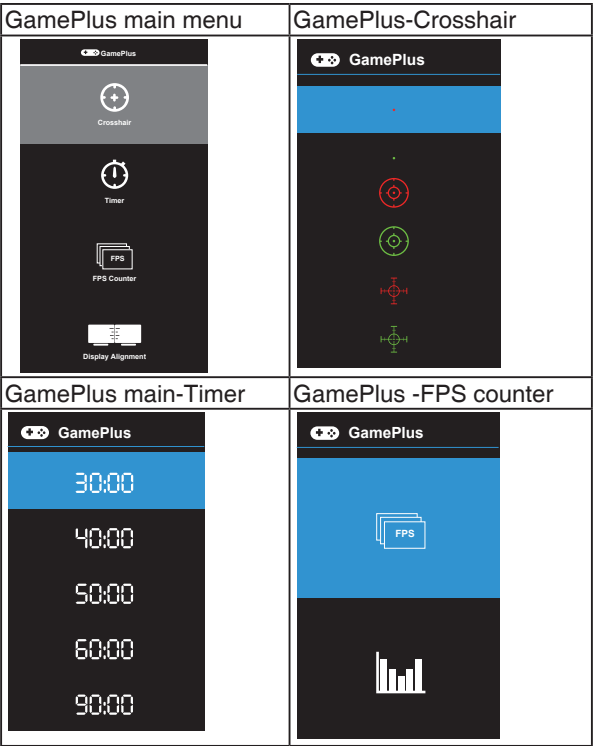 GamePlus main menu
GamePlus-Crosshair
GamePlus
Crosshair
Timer
FPS
FPS Counter
Display Alignment
GamePlus
GamePlus main-Timer
GamePlus -FPS counter
GamePlus
30:00
40:00
50:00
60:00
90:00
GamePlus
FPS